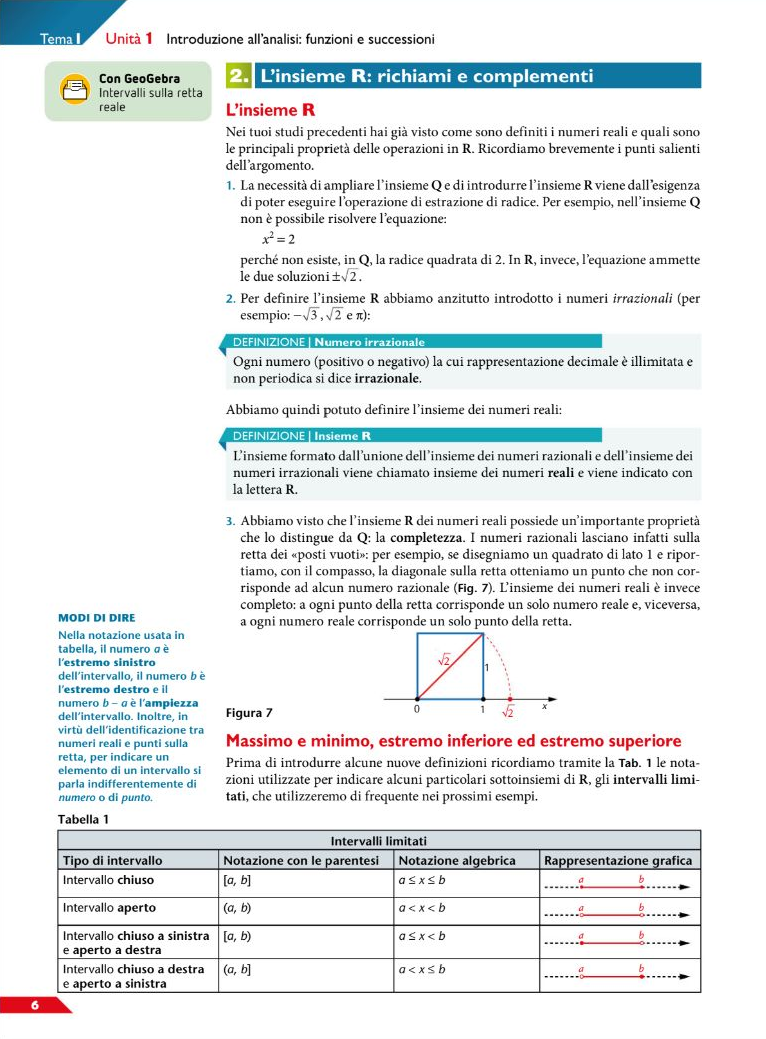 Tema 1 Unità 1 Introduzione all'analisi: funzioni e successioni
Con GeoGebra
Intervalli sulla retta
reale
2. L'insieme R: richiami e complementi
L'insieme R
Nei tuoi studi precedenti hai già visto come sono definiti i numeri reali e quali sono
le principali proprietà delle operazioni in R. Ricordiamo brevemente i punti salienti
dell'argomento.
1. La necessità di ampliare l'insieme Q e di introdurre l'insieme R viene dall'esigenza
di poter eseguire l'operazione di estrazione di radice. Per esempio, nell'insieme Q
non è possibile risolvere l'equazione:
x² = 2
perché non esiste, in Q, la radice quadrata di 2. In R, invece, l'equazione ammette
le due soluzioni ±√2.
2. Per definire l'insieme R abbiamo anzitutto introdotto i numeri irrazionali (per
esempio: −√3, √2 e π):
DEFINIZIONE | Numero irrazionale
Ogni numero (positivo o negativo) la cui rappresentazione decimale è illimitata e
non periodica si dice irrazionale.
Abbiamo quindi potuto definire l'insieme dei numeri reali:
DEFINIZIONE | Insieme R
L'insieme formato dall'unione dell'insieme dei numeri razionali e dell'insieme dei
numeri irrazionali viene chiamato insieme dei numeri reali e viene indicato con
la lettera R.
3. Abbiamo visto che l'insieme R dei numeri reali possiede un'importante proprietà
che lo distingue da Q: la completezza. I numeri razionali lasciano infatti sulla
retta dei «posti vuoti»: per esempio, se disegniamo un quadrato di lato 1 e ripor-
tiamo, con il compasso, la diagonale sulla retta otteniamo un punto che non cor-
risponde ad alcun numero razionale (Fig. 7). L'insieme dei numeri reali è invece
completo: a ogni punto della retta corrisponde un solo numero reale e, viceversa,
a ogni numero reale corrisponde un solo punto della retta.
MODI DI DIRE
Nella notazione usata in
tabella, il numero a è
l'estremo sinistro
dell'intervallo, il numero b è
l'estremo destro e il
numero b − a è l'ampiezza
dell'intervallo. Inoltre, in
virtù dell'identificazione tra
numeri reali e punti sulla
retta, per indicare un
elemento di un intervallo si
parla indifferentemente di
numero o di punto.
√2
1
0 1 √2 x
Figura 7
Massimo e minimo, estremo inferiore ed estremo superiore
Prima di introdurre alcune nuove definizioni ricordiamo tramite la Tab. 1 le nota-
zioni utilizzate per indicare alcuni particolari sottoinsiemi di R, gli intervalli limi-
tati, che utilizzeremo di frequente nei prossimi esempi.
Tabella 1
Intervalli limitati
Tipo di intervallo Notazione con le parentesi Notazione algebrica Rappresentazione grafica
Intervallo chiuso [a, b] a ≤ x ≤ b a b
Intervallo aperto (a, b) a < x < b a b
Intervallo chiuso a sinistra [a, b) a ≤ x < b a b
e aperto a destra
Intervallo chiuso a destra (a, b] a < x ≤ b a b
e aperto a sinistra
6